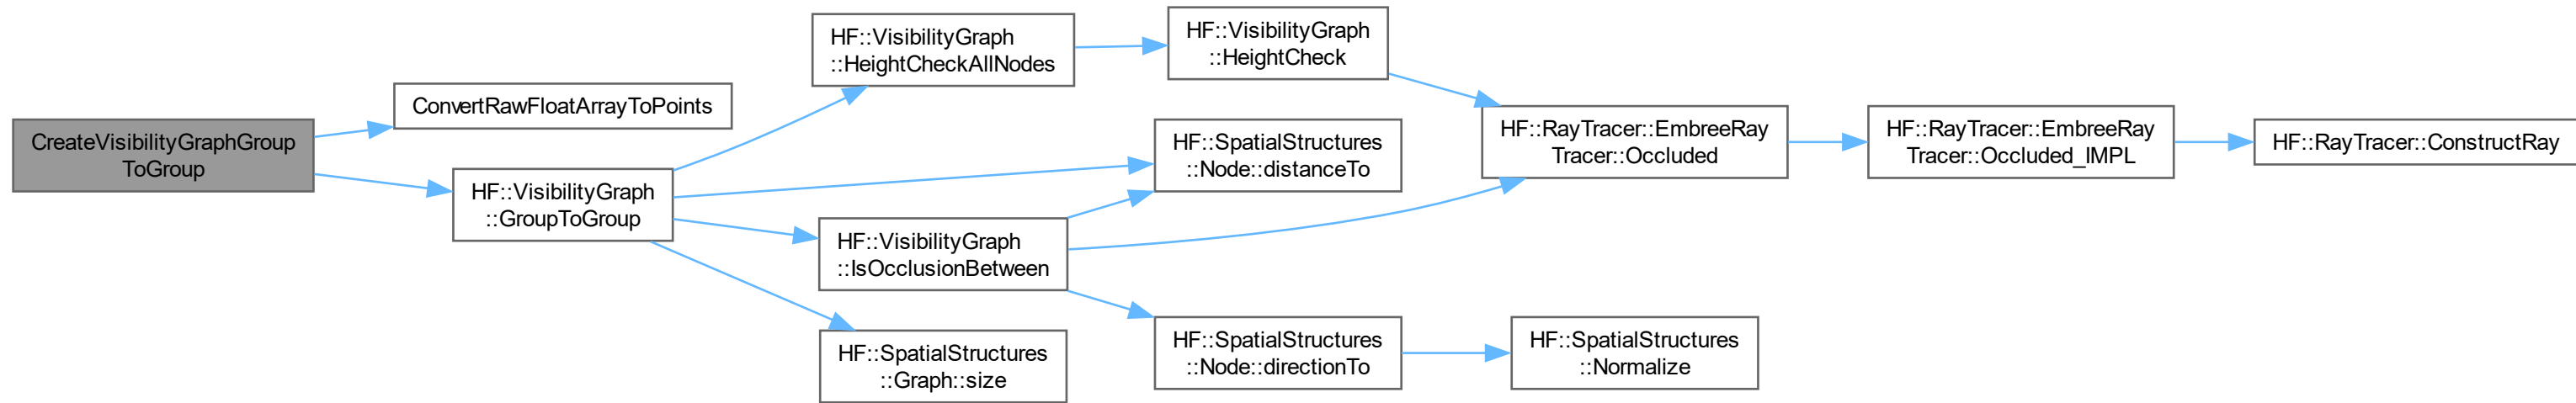 CreateVisibilityGraphGroup
ToGroup
ConvertRawFloatArrayToPoints
HF::VisibilityGraph
::GroupToGroup
HF::VisibilityGraph
::HeightCheckAllNodes
HF::VisibilityGraph
::HeightCheck
HF::SpatialStructures
::Node::distanceTo
HF::VisibilityGraph
::IsOcclusionBetween
HF::SpatialStructures
::Graph::size
HF::SpatialStructures
::Node::directionTo
HF::RayTracer::EmbreeRay
Tracer::Occluded
HF::SpatialStructures
::Normalize
HF::RayTracer::EmbreeRay
Tracer::Occluded_IMPL
HF::RayTracer::ConstructRay